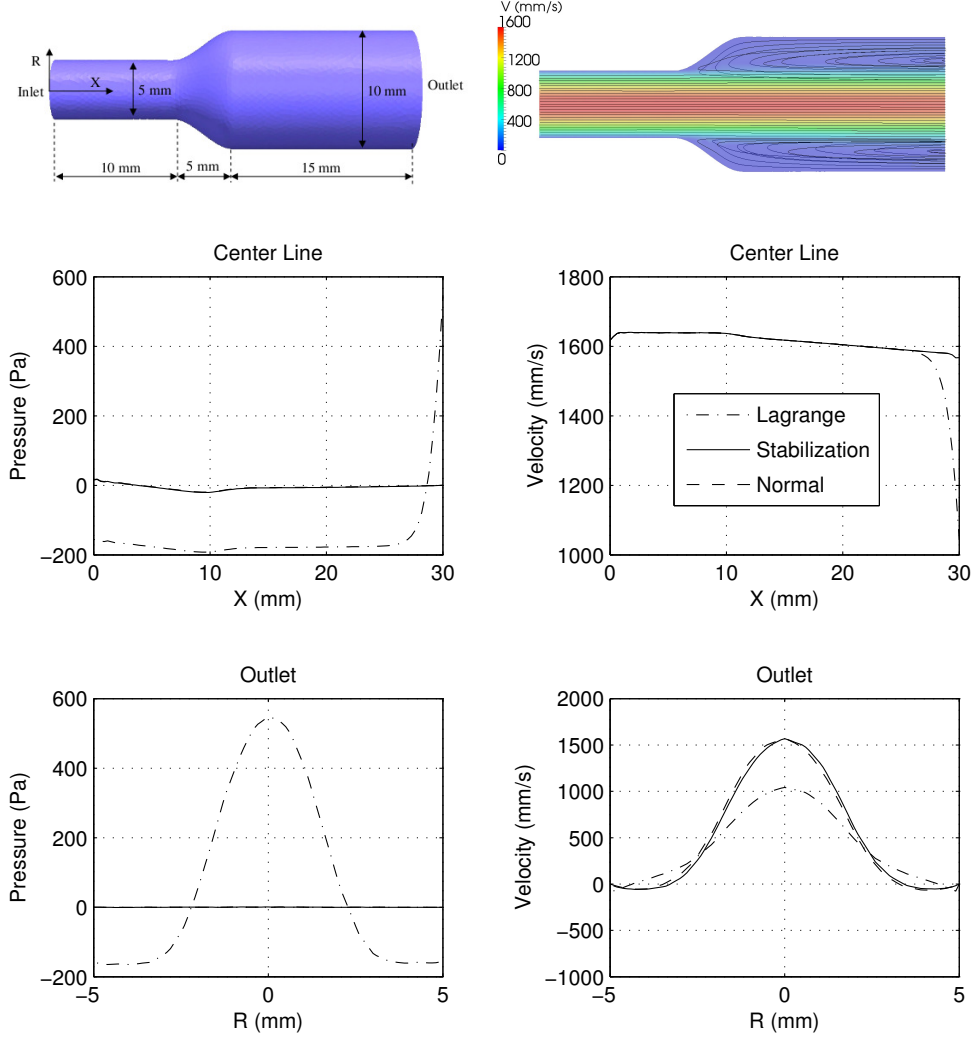 R
Inlet
X
5 mm
10 mm
Outlet
10 mm
5 mm
15 mm
V (mm/s)
1600
1200
800
400
0
Center Line
600
400
200
0
−200
Pressure (Pa)
0 10 20 30
X (mm)
Center Line
1800
1600
1400
1200
1000
Velocity (mm/s)
Lagrange
Stabilization
Normal
0 10 20 30
X (mm)
Outlet
600
400
200
0
−200
Pressure (Pa)
−5 0 5
R (mm)
Outlet
2000
1500
1000
500
0
−500
−1000
Velocity (mm/s)
−5 0 5
R (mm)